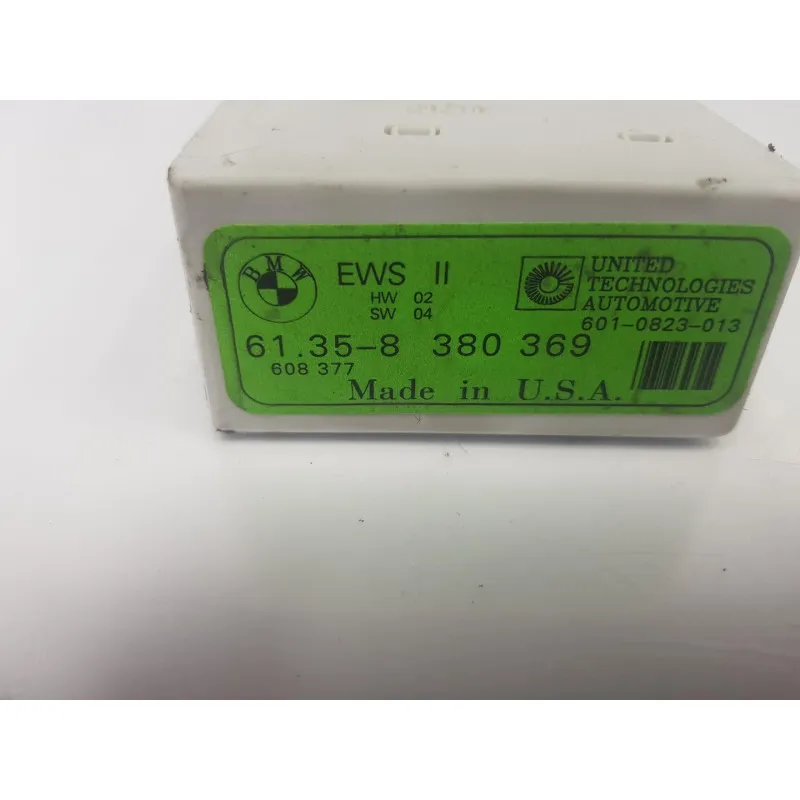 BMW
EWS II
HW 02
SW 04
UNITED
TECHNOLOGIES
AUTOMOTIVE
601-0823-013
61.35-8 380 369
608 377
Made in U.S.A.